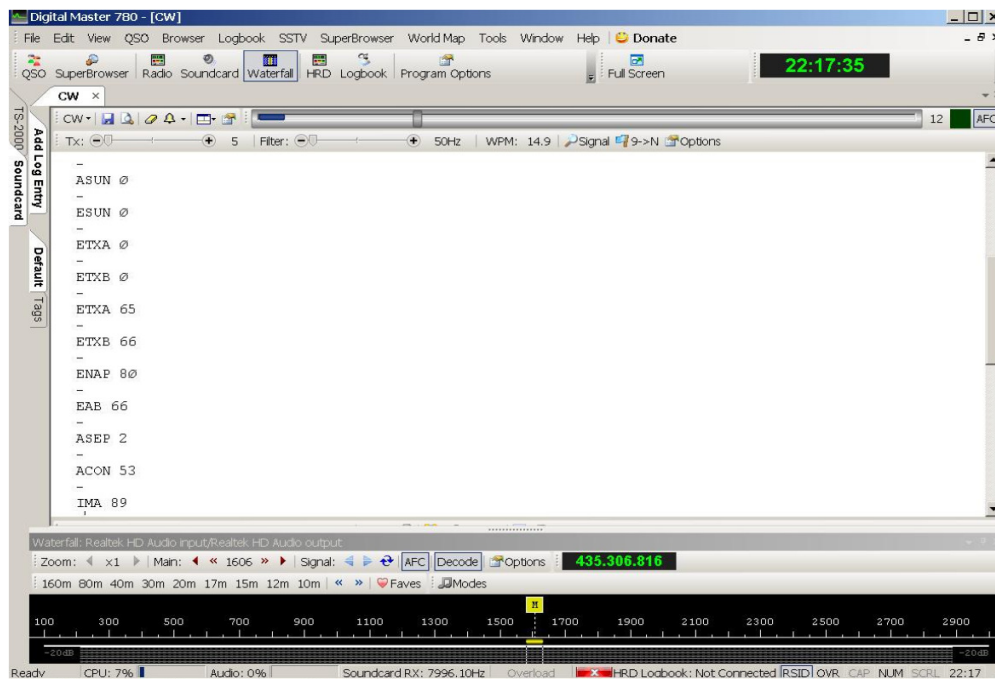 Digital Master 780 - [CW]
File Edit View QSO Browser Logbook SSTV SuperBrowser World Map Tools Window Help Donate
QSO SuperBrowser Radio Soundcard Waterfall HRD Logbook Program Options Full Screen 22:17:35
CW ×
CW 12 AFC
Tx: 5 Filter: 50Hz WPM: 14.9 Signal 9->N Options
TS-2000 Soundcard
Add Log Entry Default Tags
-
ASUN Ø
-
ESUN Ø
-
ETXA Ø
-
ETXB Ø
-
ETXA 65
-
ETXB 66
-
ENAP 8Ø
-
EAB 66
-
ASEP 2
-
ACON 53
-
IMA 89
Waterfall: Realtek HD Audio input/Realtek HD Audio output
Zoom: x1 Main: « 1606 » Signal: AFC Decode Options 435.306.816
160m 80m 40m 30m 20m 17m 15m 12m 10m « » Faves Modes
M
100 300 500 700 900 1100 1300 1500 1700 1900 2100 2300 2500 2700 2900
-20dB -20dB
Ready CPU: 7% Audio: 0% Soundcard RX: 7996.10Hz Overload HRD Logbook: Not Connected RSID OVR CAP NUM SCRL 22:17